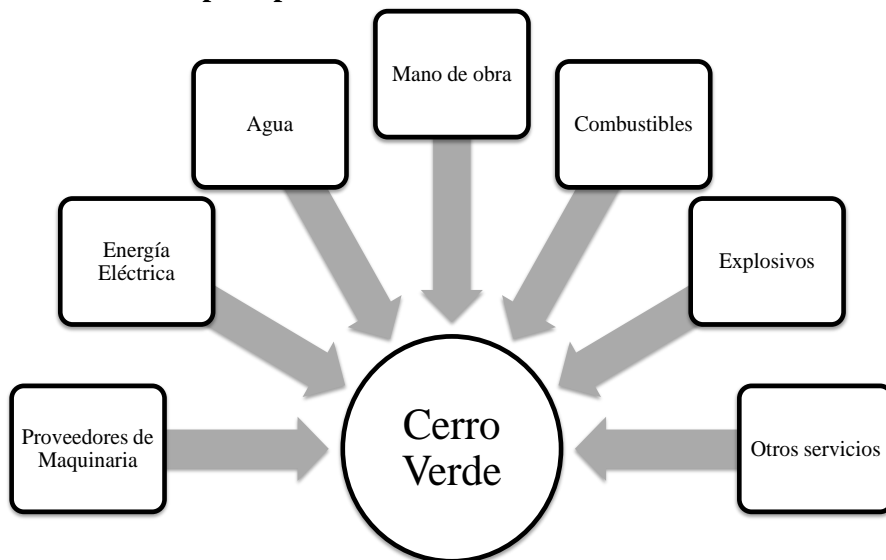 Mano de obra
Agua
Combustibles
Energía
Eléctrica
Explosivos
Proveedores de
Maquinaria
Cerro
Verde
Otros servicios